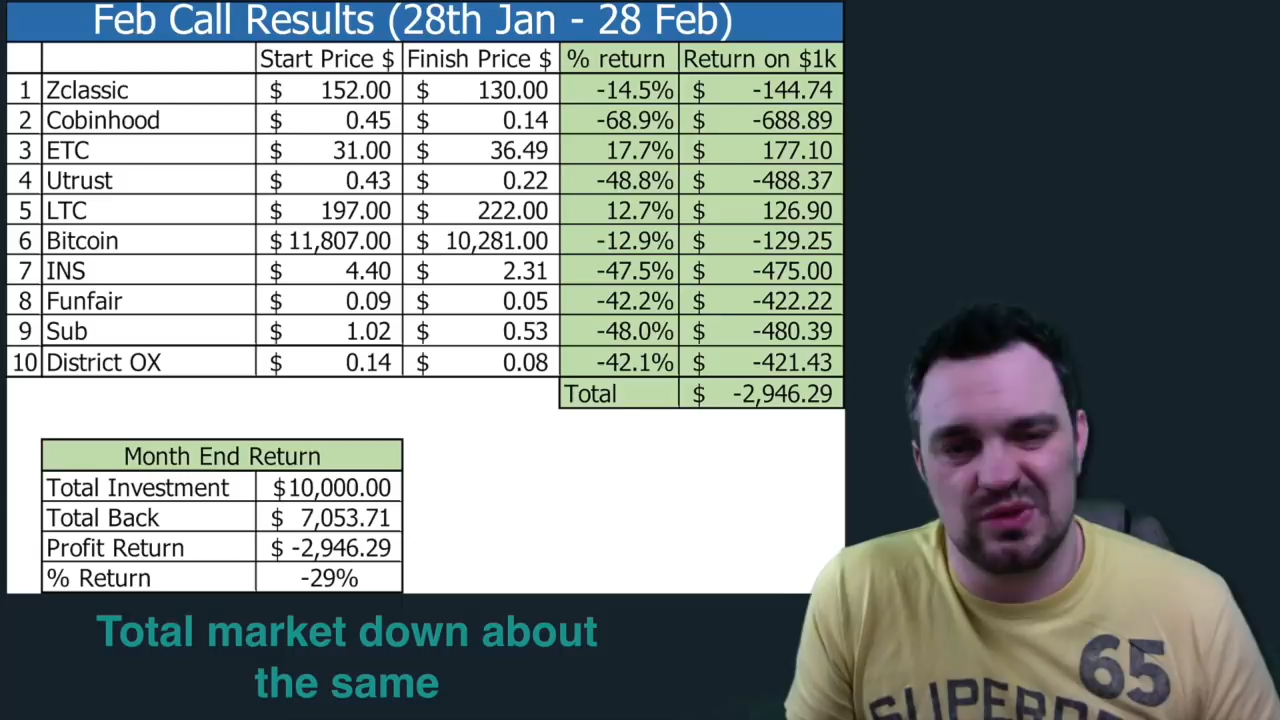 Feb Call Results (28th Jan - 28 Feb)
Start Price $ Finish Price $ % return Return on $1k
1 Zclassic $ 152.00 $ 130.00 -14.5% $ -144.74
2 Cobinhood $ 0.45 $ 0.14 -68.9% $ -688.89
3 ETC $ 31.00 $ 36.49 17.7% $ 177.10
4 Utrust $ 0.43 $ 0.22 -48.8% $ -488.37
5 LTC $ 197.00 $ 222.00 12.7% $ 126.90
6 Bitcoin $ 11,807.00 $ 10,281.00 -12.9% $ -129.25
7 INS $ 4.40 $ 2.31 -47.5% $ -475.00
8 Funfair $ 0.09 $ 0.05 -42.2% $ -422.22
9 Sub $ 1.02 $ 0.53 -48.0% $ -480.39
10 District OX $ 0.14 $ 0.08 -42.1% $ -421.43
Total $ -2,946.29
Month End Return
Total Investment $10,000.00
Total Back $ 7,053.71
Profit Return $ -2,946.29
% Return -29%
Total market down about
the same
65